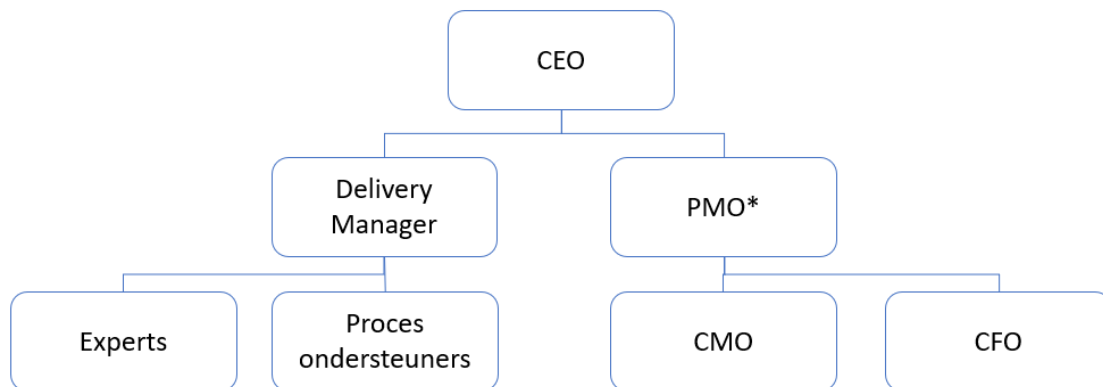 CEO
Delivery
Manager
PMO*
Experts
Proces
ondersteuners
CMO
CFO